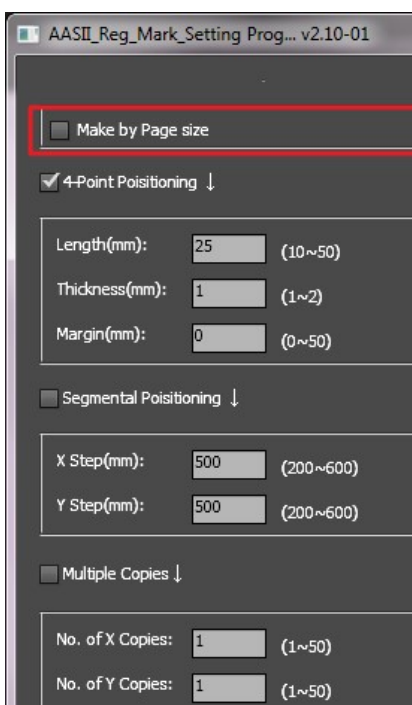 AASII_Reg_Mark_Setting Prog... v2.10-01
Make by Page size
4-Point Poisitioning ↓
Length(mm): 25 (10~50)
Thickness(mm): 1 (1~2)
Margin(mm): 0 (0~50)
Segmental Poisitioning ↓
X Step(mm): 500 (200~600)
Y Step(mm): 500 (200~600)
Multiple Copies ↓
No. of X Copies: 1 (1~50)
No. of Y Copies: 1 (1~50)